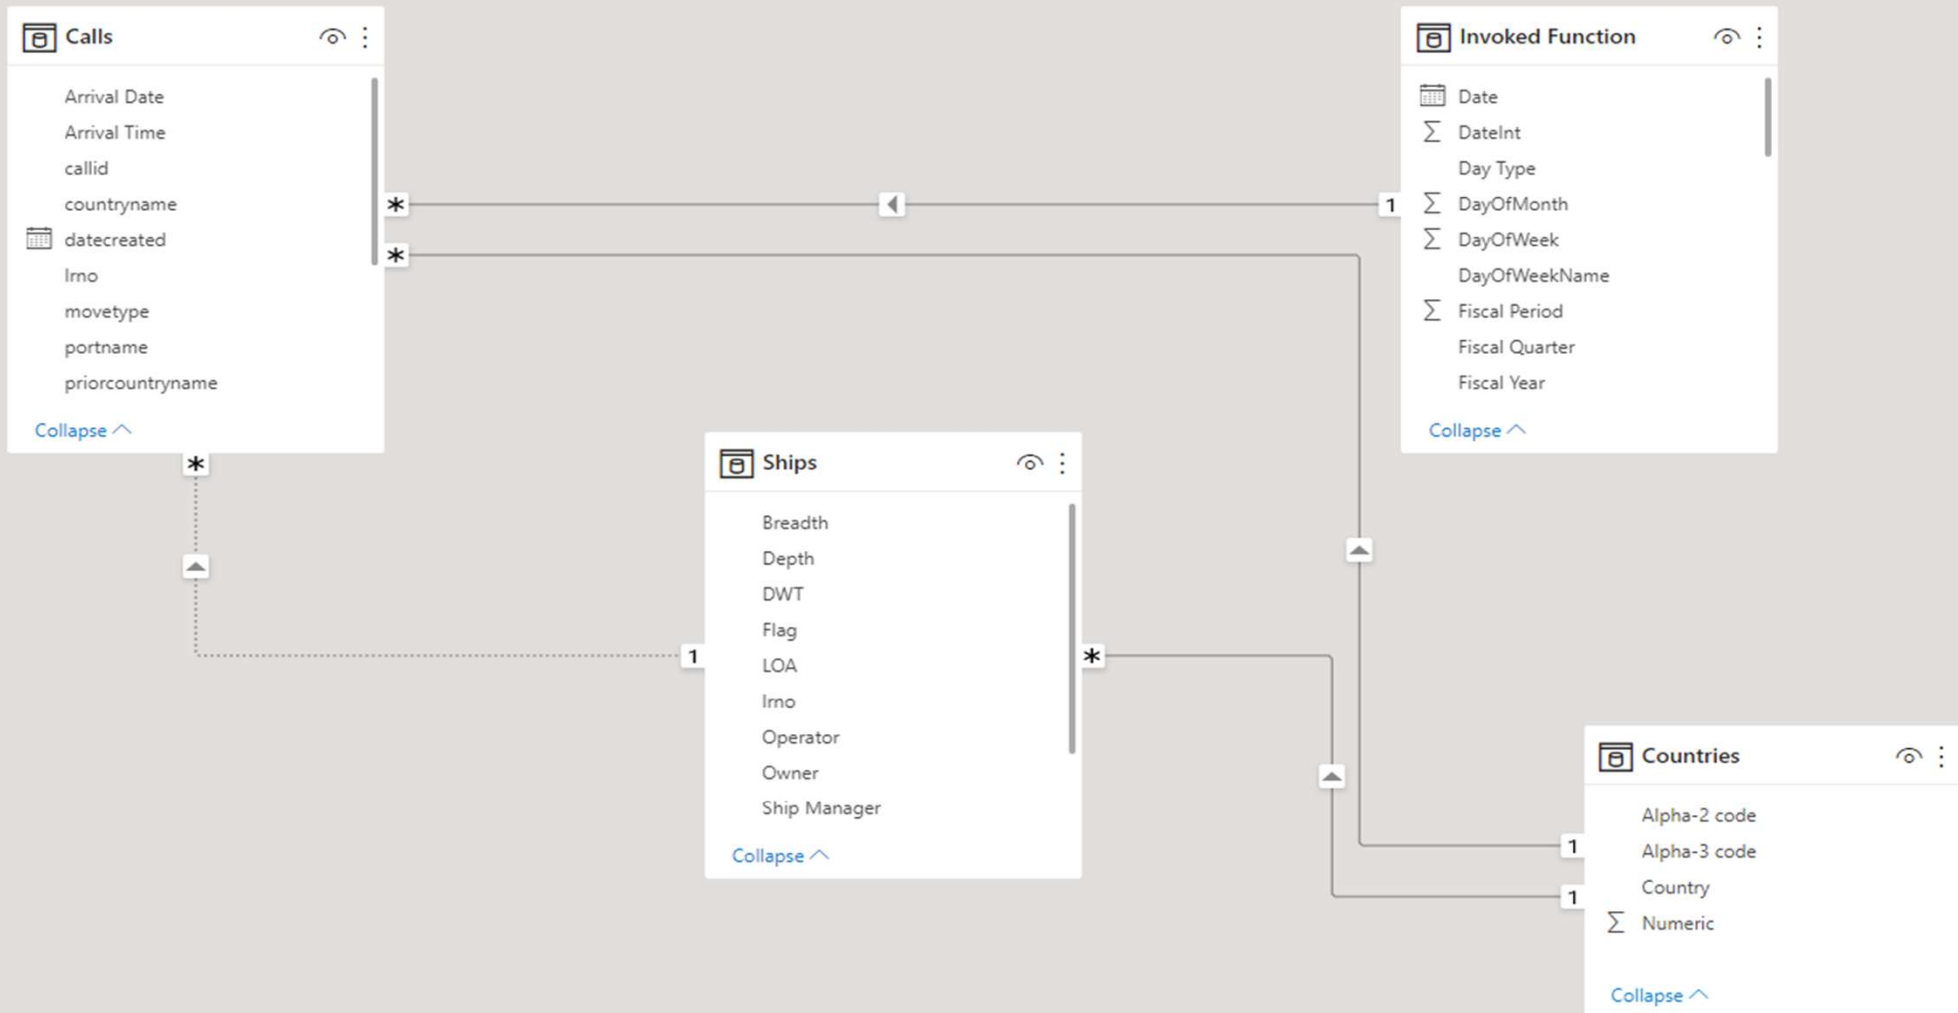 Calls
Arrival Date
Arrival Time
callid
countryname
datecreated
lrno
movetype
portname
priorcountryname
Collapse
*
*
*
1
Invoked Function
Date
DateInt
Day Type
DayOfMonth
DayOfWeek
DayOfWeekName
Fiscal Period
Fiscal Quarter
Fiscal Year
Collapse
Ships
Breadth
Depth
DWT
Flag
LOA
lrno
Operator
Owner
Ship Manager
Collapse
1
*
1
1
Countries
Alpha-2 code
Alpha-3 code
Country
Numeric
Collapse